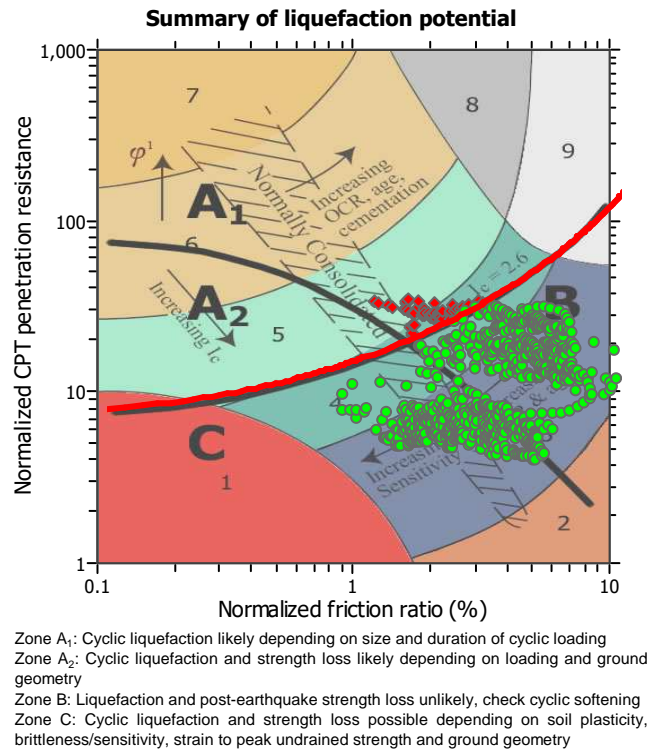 Summary of liquefaction potential
Normalized CPT penetration resistance
1,000
100
10
1
0.1
1
10
Normalized friction ratio (%)
7
8
9
φ¹
A₁
6
Normally Consolidated
Increasing
OCR, age,
cementation
A₂
Increasing Ic
5
Ic = 2.6
B
4
C
1
Increasing
Sensitivity
2
Zone A₁: Cyclic liquefaction likely depending on size and duration of cyclic loading
Zone A₂: Cyclic liquefaction and strength loss likely depending on loading and ground
geometry
Zone B: Liquefaction and post-earthquake strength loss unlikely, check cyclic softening
Zone C: Cyclic liquefaction and strength loss possible depending on soil plasticity,
brittleness/sensitivity, strain to peak undrained strength and ground geometry